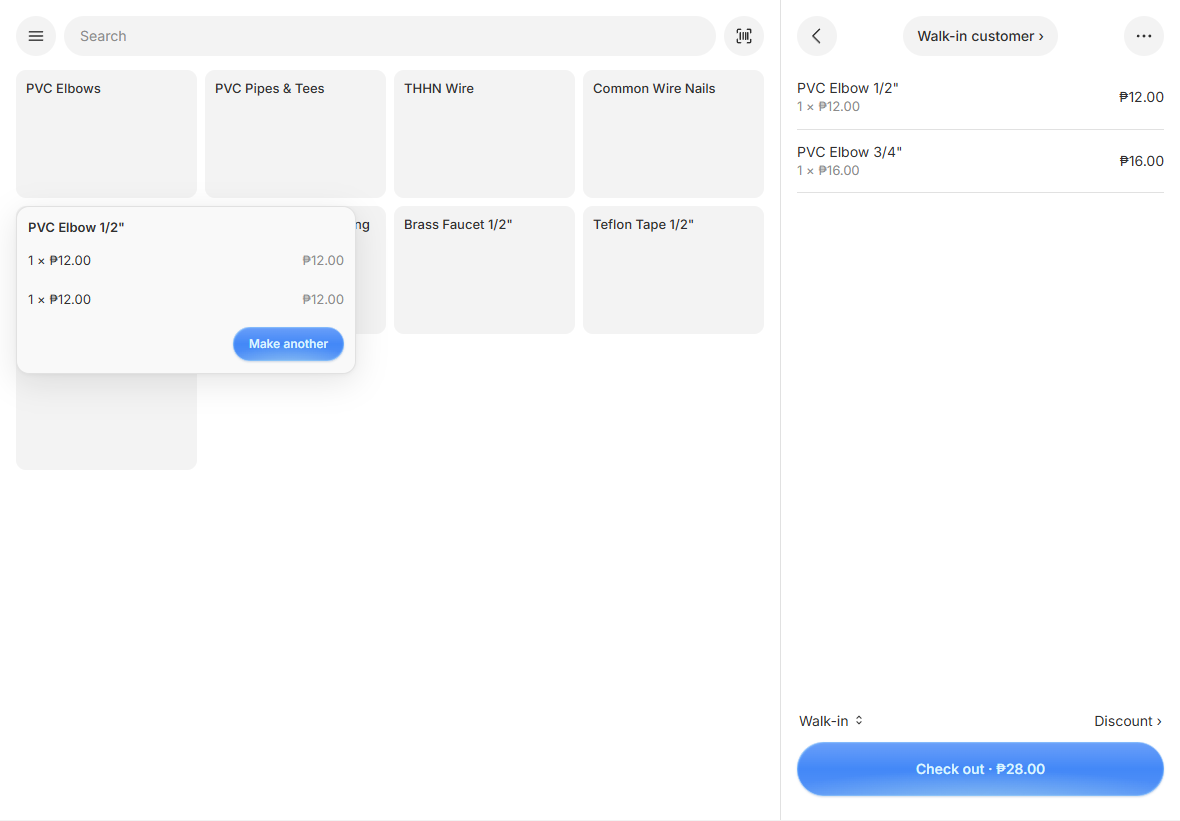 Search
PVC Elbows
PVC Pipes & Tees
THHN Wire
Common Wire Nails
PVC Elbow 1/2"
1 × ₱12.00 ₱12.00
1 × ₱12.00 ₱12.00
Make another
ng
Brass Faucet 1/2"
Teflon Tape 1/2"
Walk-in customer ›
PVC Elbow 1/2"
1 × ₱12.00
₱12.00
PVC Elbow 3/4"
1 × ₱16.00
₱16.00
Walk-in
Discount ›
Check out · ₱28.00